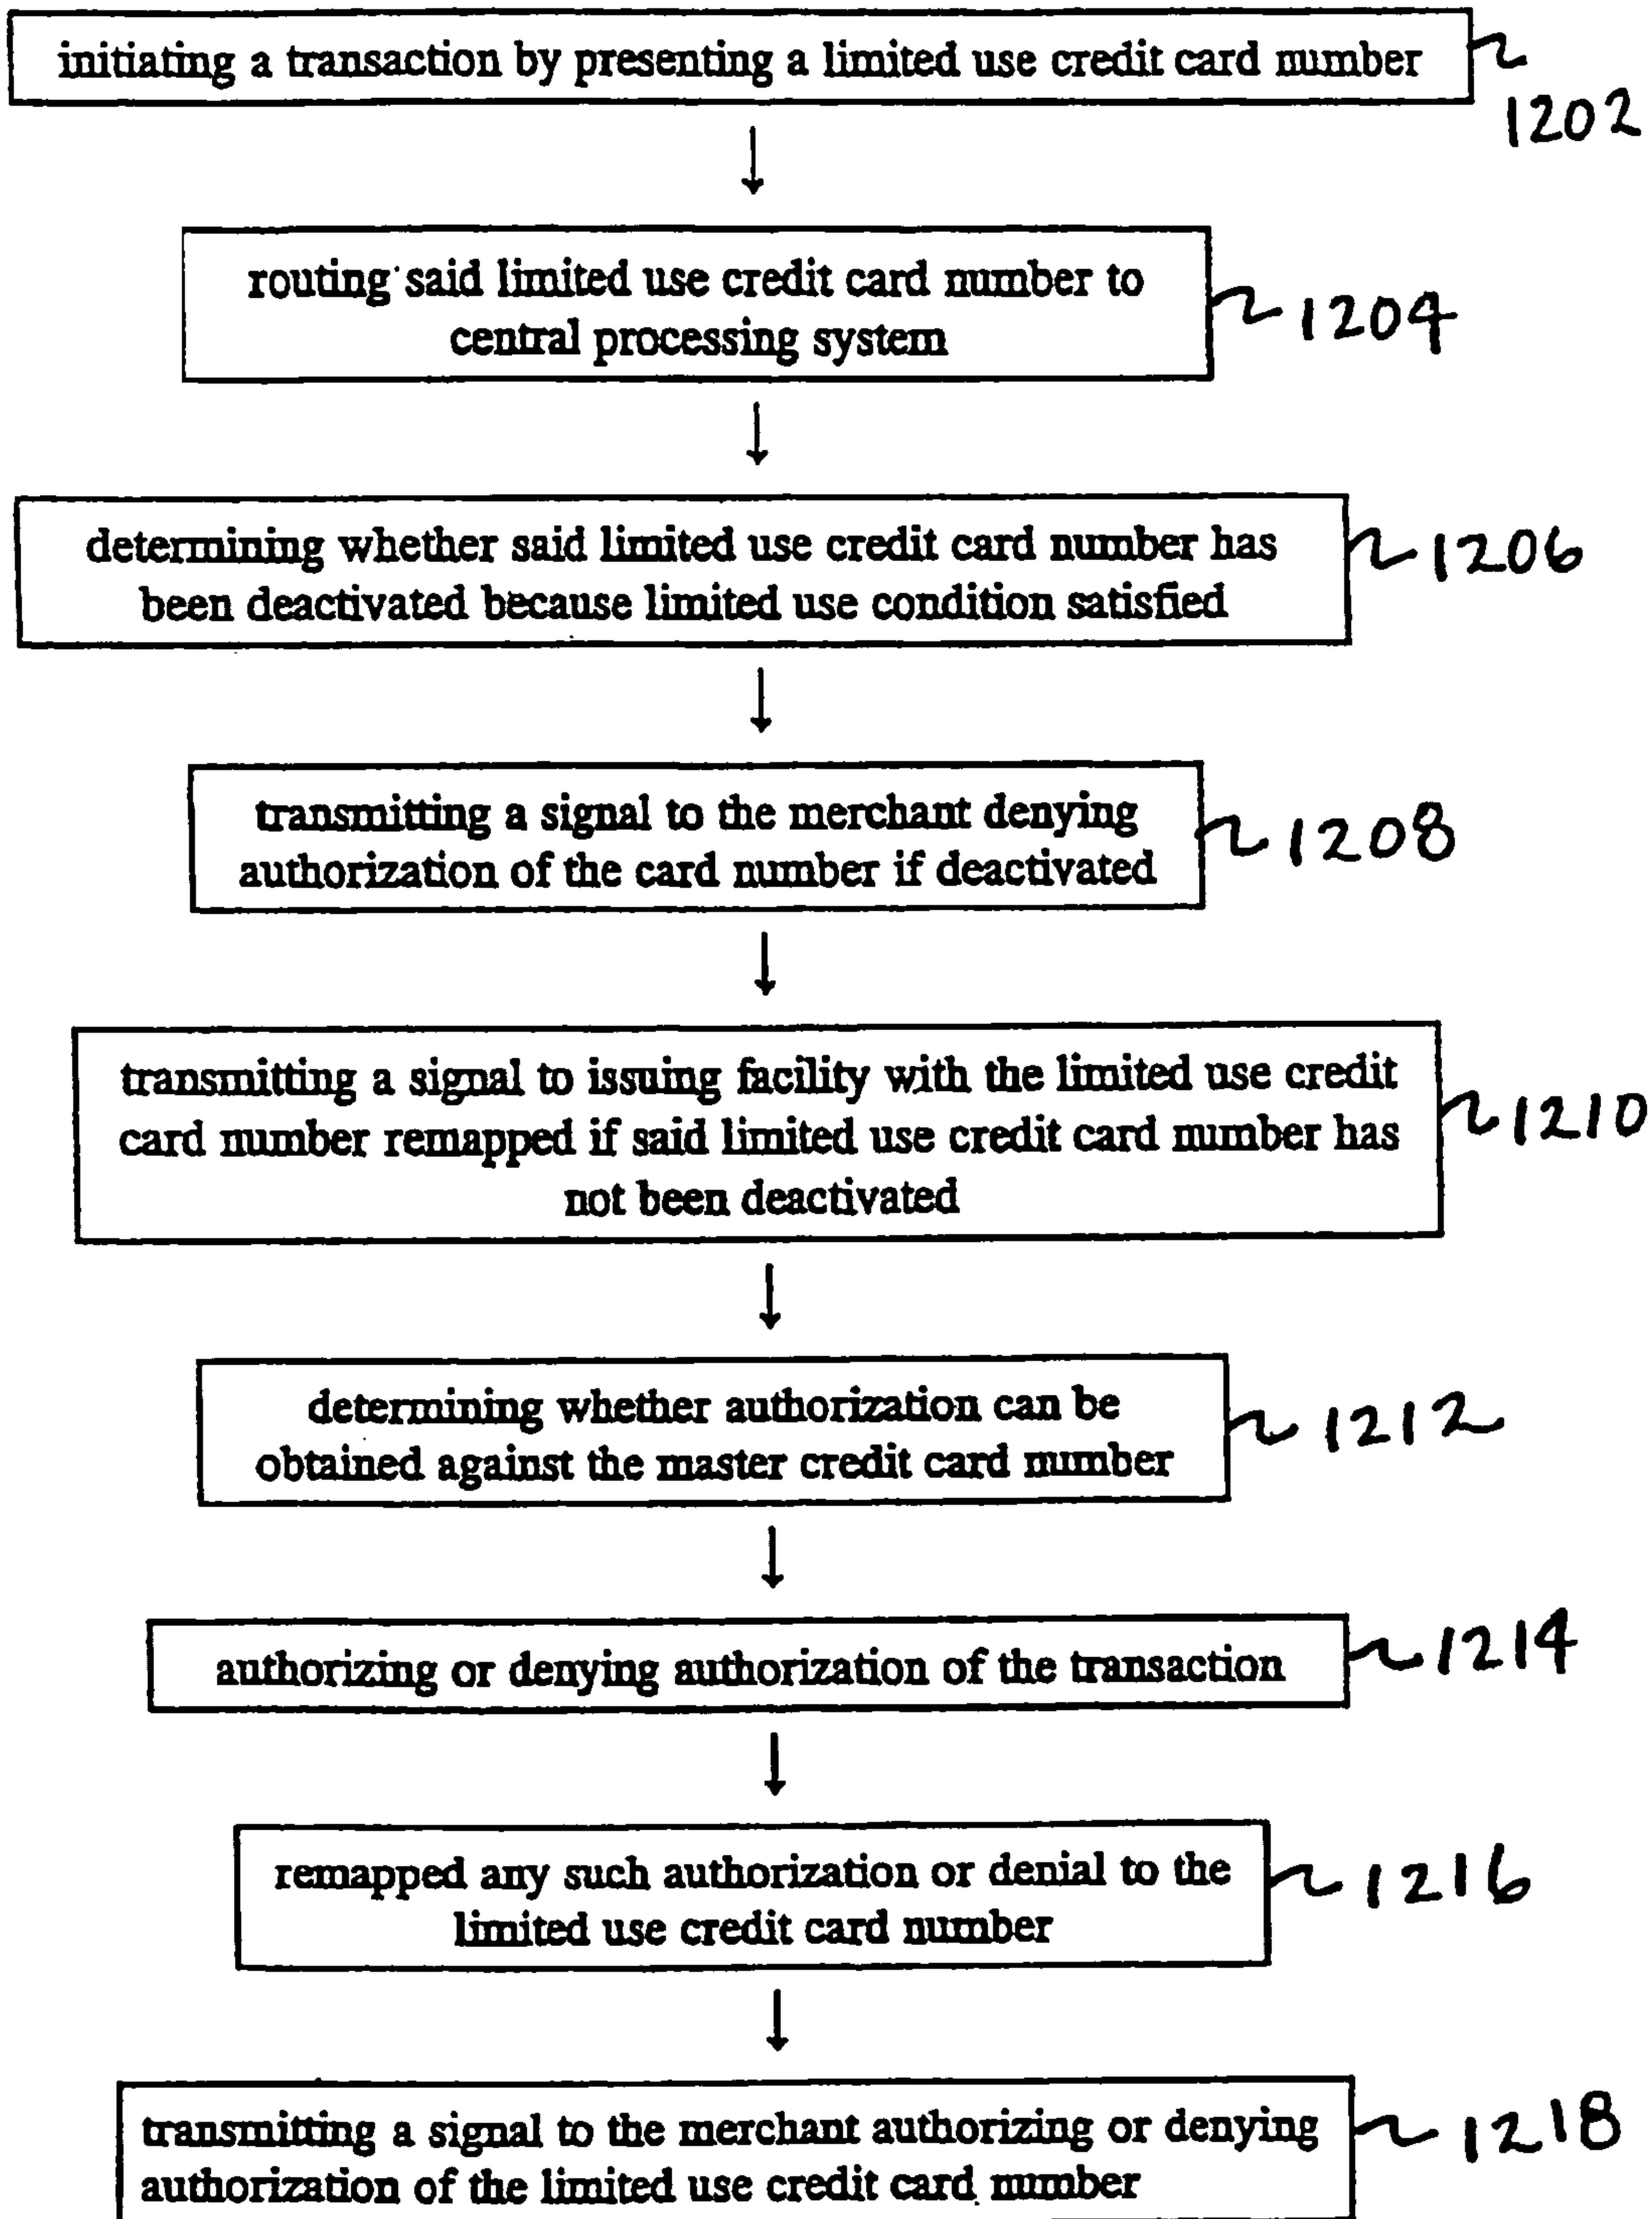 initiating a transaction by presenting a limited use credit card number
1202
routing said limited use credit card number to
central processing system
1204
determining whether said limited use credit card number has
been deactivated because limited use condition satisfied
1206
transmitting a signal to the merchant denying
authorization of the card number if deactivated
1208
transmitting a signal to issuing facility with the limited use credit
card number remapped if said limited use credit card number has
not been deactivated
1210
determining whether authorization can be
obtained against the master credit card number
1212
authorizing or denying authorization of the transaction
1214
remapped any such authorization or denial to the
limited use credit card number
1216
transmitting a signal to the merchant authorizing or denying
authorization of the limited use credit card number
1218